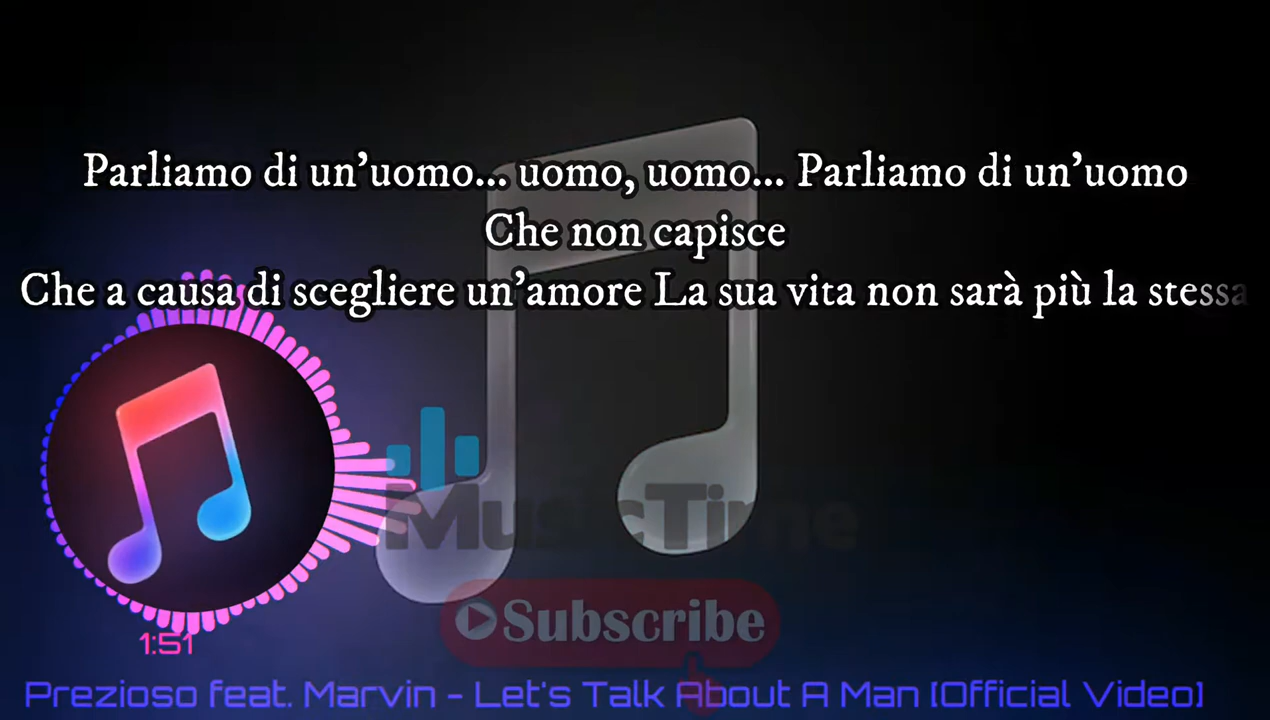 Parliamo di un'uomo... uomo, uomo... Parliamo di un'uomo
Che non capisce
Che a causa di scegliere un'amore La sua vita non sarà più la stessa
MusicTime
Subscribe
1:51
Prezioso feat. Marvin - Let's Talk About A Man [Official Video]